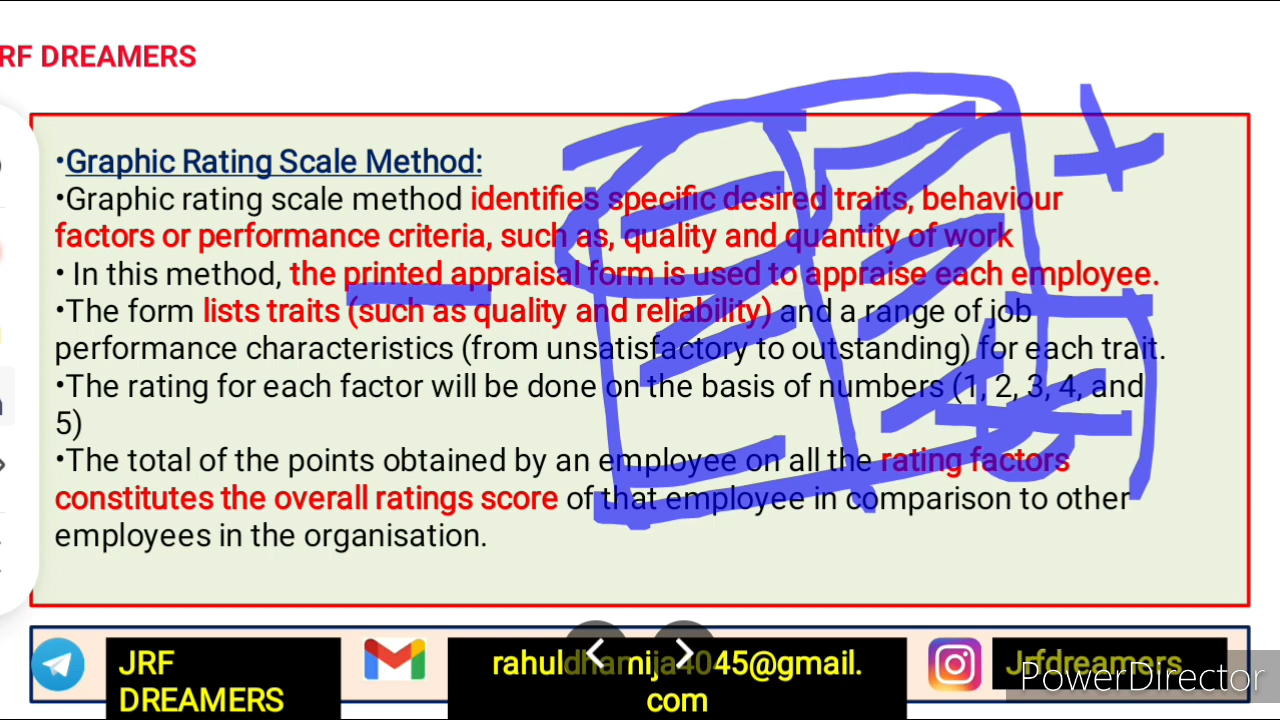 RF DREAMERS
•Graphic Rating Scale Method:
•Graphic rating scale method identifies specific desired traits, behaviour
factors or performance criteria, such as, quality and quantity of work
• In this method, the printed appraisal form is used to appraise each employee.
•The form lists traits (such as quality and reliability) and a range of job
performance characteristics (from unsatisfactory to outstanding) for each trait.
•The rating for each factor will be done on the basis of numbers (1, 2, 3, 4, and
5)
•The total of the points obtained by an employee on all the rating factors
constitutes the overall ratings score of that employee in comparison to other
employees in the organisation.
JRF
DREAMERS
rahuldhamija4045@gmail.
com
Jrfdreamers
PowerDirector